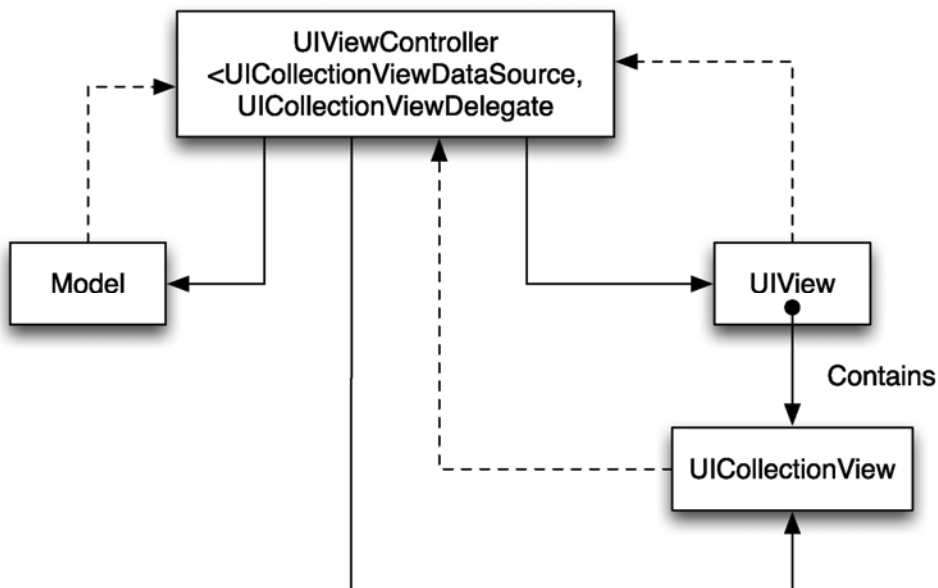 UIViewController
<UICollectionViewDataSource,
UICollectionViewDelegate
Model
UIView
Contains
UICollectionView